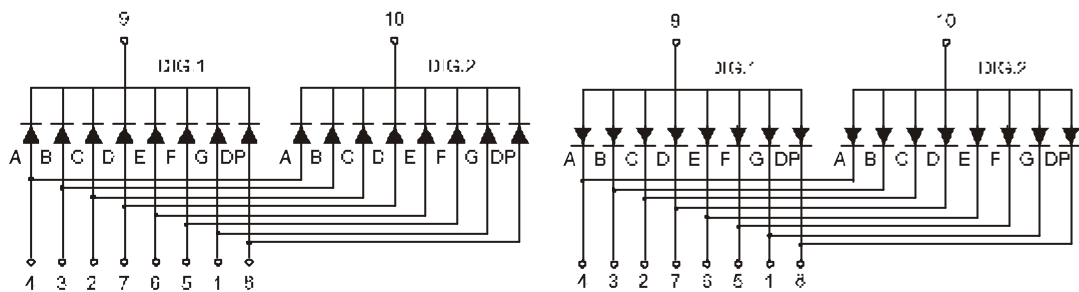 9 10 9 10
DIG.1 DIG.2 DIG.1 DIG.2
A B C D E F G DP A B C D E F G DP A B C D E F G DP A B C D E F G DP
4 3 2 7 6 5 1 8 4 3 2 7 6 5 1 8